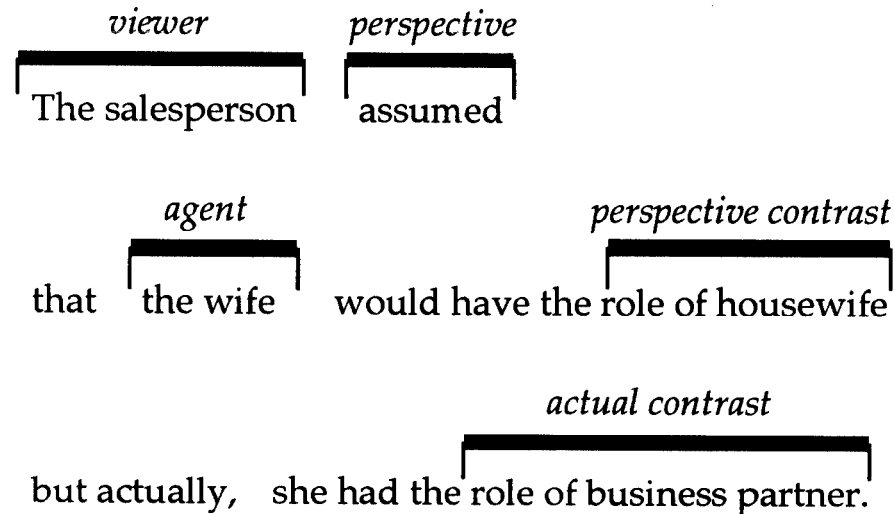 viewer perspective
The salesperson assumed
agent perspective contrast
that the wife would have the role of housewife
actual contrast
but actually, she had the role of business partner.